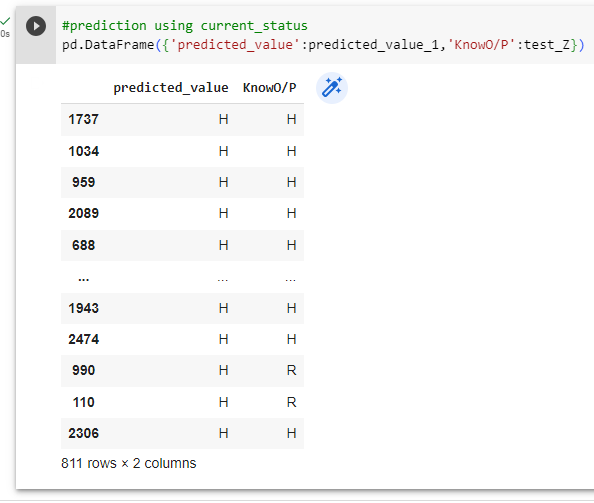 0s
#prediction using current_status
pd.DataFrame({'predicted_value':predicted_value_1,'KnowO/P':test_Z})
predicted_value KnowO/P
1737 H H
1034 H H
959 H H
2089 H H
688 H H
... ... ...
1943 H H
2474 H H
990 H R
110 H R
2306 H H
811 rows × 2 columns